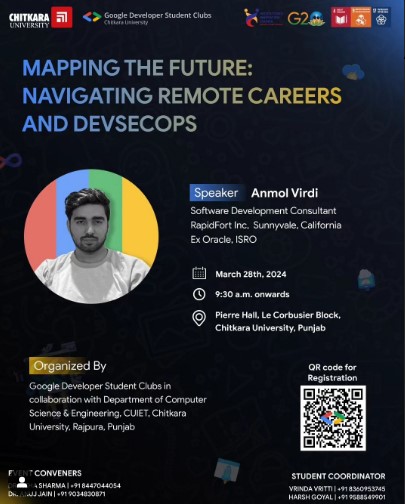 CHITKARA
UNIVERSITY
Google Developer Student Clubs
Chitkara University
G20
MAPPING THE FUTURE:
NAVIGATING REMOTE CAREERS
AND DEVSECOPS
Speaker Anmol Virdi
Software Development Consultant
RapidFort Inc, Sunnyvale, California
Ex Oracle, ISRO
March 28th, 2024
9:30 a.m. onwards
Pierre Hall, Le Corbusier Block,
Chitkara University, Punjab
Organized By
Google Developer Student Clubs in
collaboration with Department of Computer
Science & Engineering, CUIET, Chitkara
University, Rajpura, Punjab
QR code for
Registration
EVENT CONVENERS
SHARMA | +91 8447044054
JAIN | +91 9034830871
STUDENT COORDINATOR
VRINDA VRITTI | +91 8360953745
HARSH GOYAL | +91 9588549901